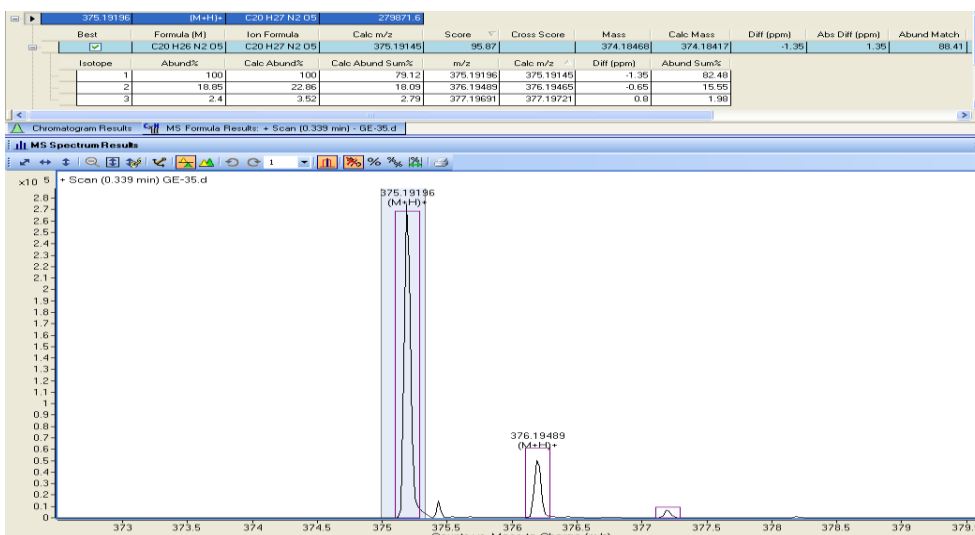 375.19196 (M+H)+ C20 H27 N2 O5 279871.6
Best Formula (M) Ion Formula Calc m/z Score Cross Score Mass Calc Mass Diff (ppm) Abs Diff (ppm) Abund Match
C20 H26 N2 O5 C20 H27 N2 O5 375.19145 95.87 374.18468 374.18417 -1.35 1.35 88.41
Isotope Abund% Calc Abund% Calc Abund Sum% m/z Calc m/z Diff (ppm) Abund Sum%
1 100 100 79.12 375.19196 375.19145 -1.35 82.48
2 18.85 22.86 18.09 376.19489 376.19465 -0.65 15.55
3 2.4 3.52 2.79 377.19691 377.19721 0.8 1.98
Chromatogram Results MS Formula Results: + Scan (0.339 min) - GE-35.d
MS Spectrum Results
1 % %
x10 5 + Scan (0.339 min) GE-35.d
375.19196
(M+H)+
2.8
2.7
2.6
2.5
2.4
2.3
2.2
2.1
2
1.9
1.8
1.7
1.6
1.5
1.4
1.3
1.2
1.1
1
0.9
0.8
0.7
376.19489
(M+H)+
0.6
0.5
0.4
0.3
0.2
0.1
0
373 373.5 374 374.5 375 375.5 376 376.5 377 377.5 378 378.5 379 379.